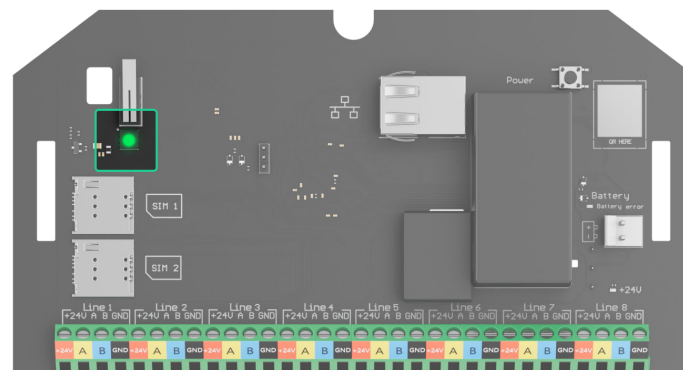 Power
QR HERE
SIM 1
SIM 2
Battery
Battery error
+24V
Line 1 Line 2 Line 3 Line 4 Line 5 Line 6 Line 7 Line 8
+24V A B GND +24V A B GND +24V A B GND +24V A B GND +24V A B GND +24V A B GND +24V A B GND +24V A B GND
+24V A B GND +24V A B GND +24V A B GND +24V A B GND +24V A B GND +24V A B GND +24V A B GND +24V A B GND